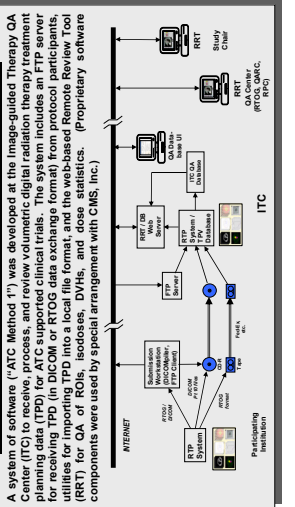 A system of software ("ATC Method 1") was developed at the Image-guided Therapy QA
Center (ITC) to receive, process, and review volumetric digital radiation therapy treatment
planning data (TPD) for ATC supported clinical trials. The system includes an FTP server
for receiving TPD (in DICOM or RTOG data exchange format) from protocol participants,
utilities for importing TPD into a local file format, and the web-based Remote Review Tool
(RRT) for QA of ROIs, isodoses, DVHs, and dose statistics. (Proprietary software
components were used by special arrangement with CMS, Inc.)
INTERNET
RTOG /
DICOM
Submission
Workstation
(DICOMpiler,
FTP Client)
RTP
System
DICOM
Pt 10 files
RTOG
format
CD-R
Tape
FedEx,
etc.
Participating
Institution
FTP
Server
RRT / DB
Web
Server
RTP
System /
TPV
Database
ITC QA
Database
QA Data-
base UI
ITC
RRT
QA Center
(RTOG, QARC,
RPC)
RRT
Study
Chair